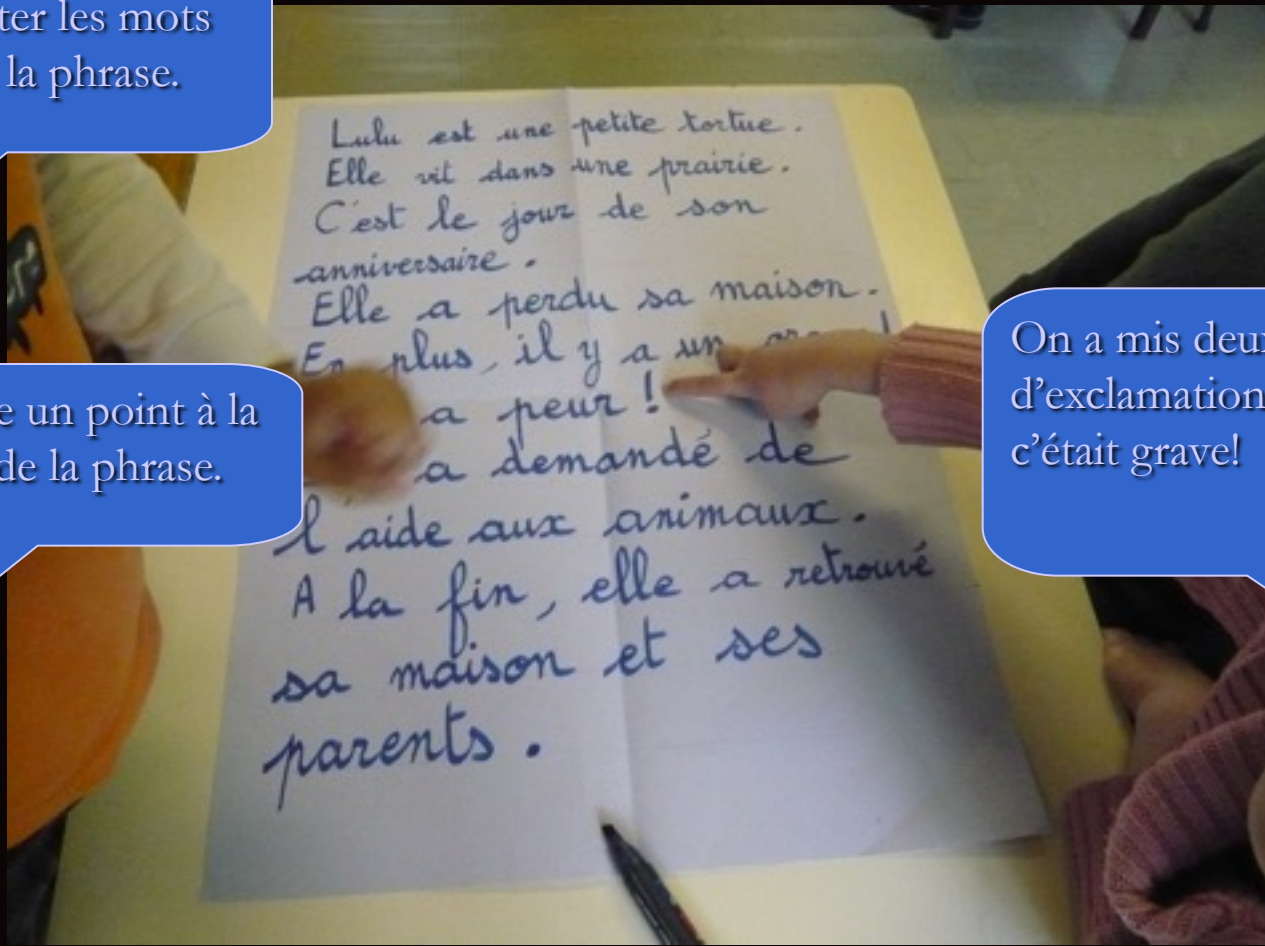 ter les mots
la phrase.
Lulu est une petite tortue.
Elle vit dans une prairie.
C'est le jour de son
anniversaire.
Elle a perdu sa maison.
En plus, il y a un !
a peur !
a demandé de
l'aide aux animaux.
A la fin, elle a retrouvé
sa maison et ses
parents.
e un point à la
de la phrase.
On a mis deux
d'exclamation
c'était grave!